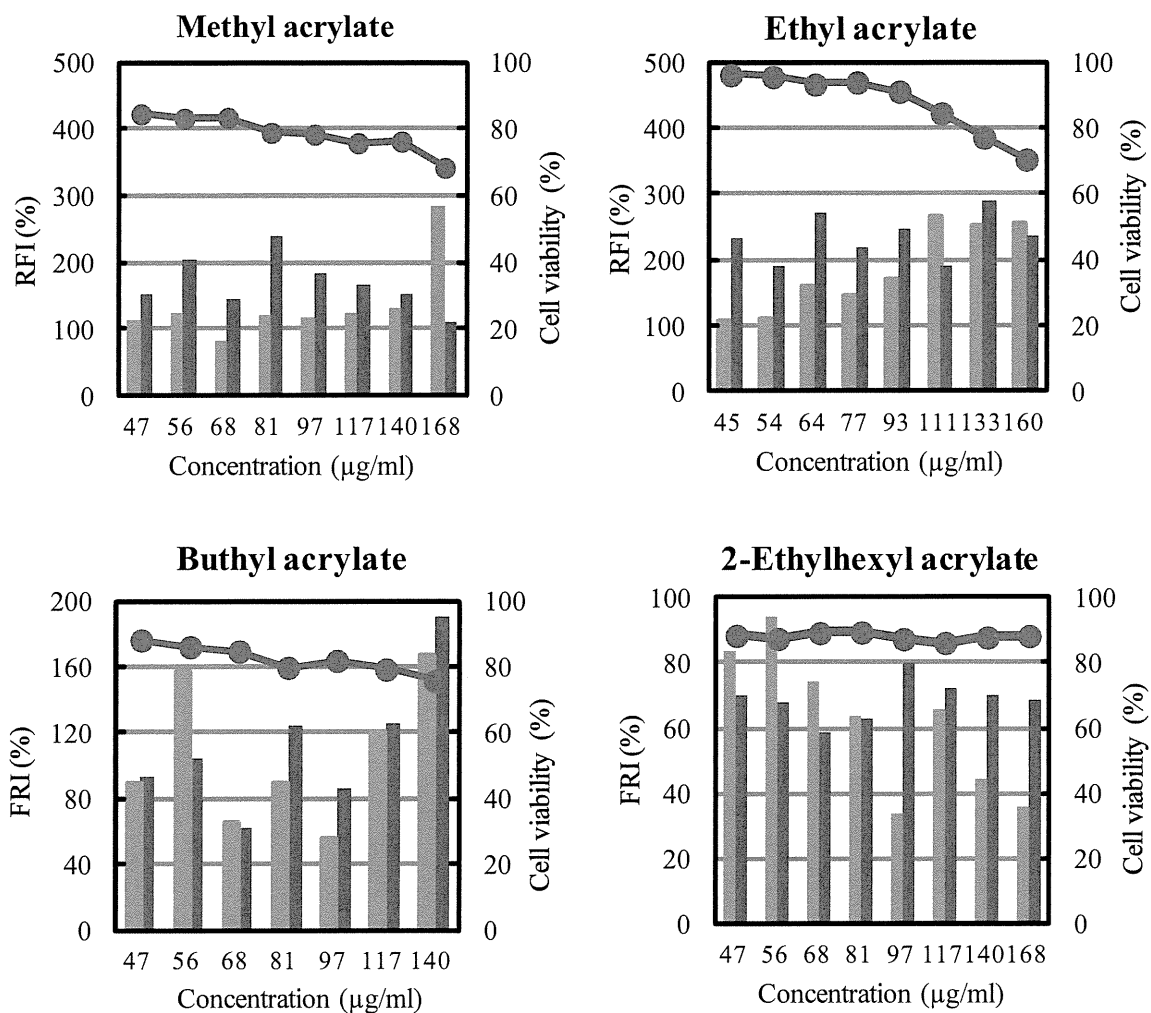 Methyl acrylate
500
400
300
200
100
0
RFI (%)
100
80
60
40
20
0
Cell viability (%)
47 56 68 81 97 117 140 168
Concentration (µg/ml)
Ethyl acrylate
500
400
300
200
100
0
RFI (%)
100
80
60
40
20
0
Cell viability (%)
45 54 64 77 93 111 133 160
Concentration (µg/ml)
Buthyl acrylate
200
160
120
80
40
0
FRI (%)
100
80
60
40
20
0
Cell viability (%)
47 56 68 81 97 117 140
Concentration (µg/ml)
2-Ethylhexyl acrylate
100
80
60
40
20
0
FRI (%)
100
80
60
40
20
0
Cell viability (%)
47 56 68 81 97 117 140 168
Concentration (µg/ml)